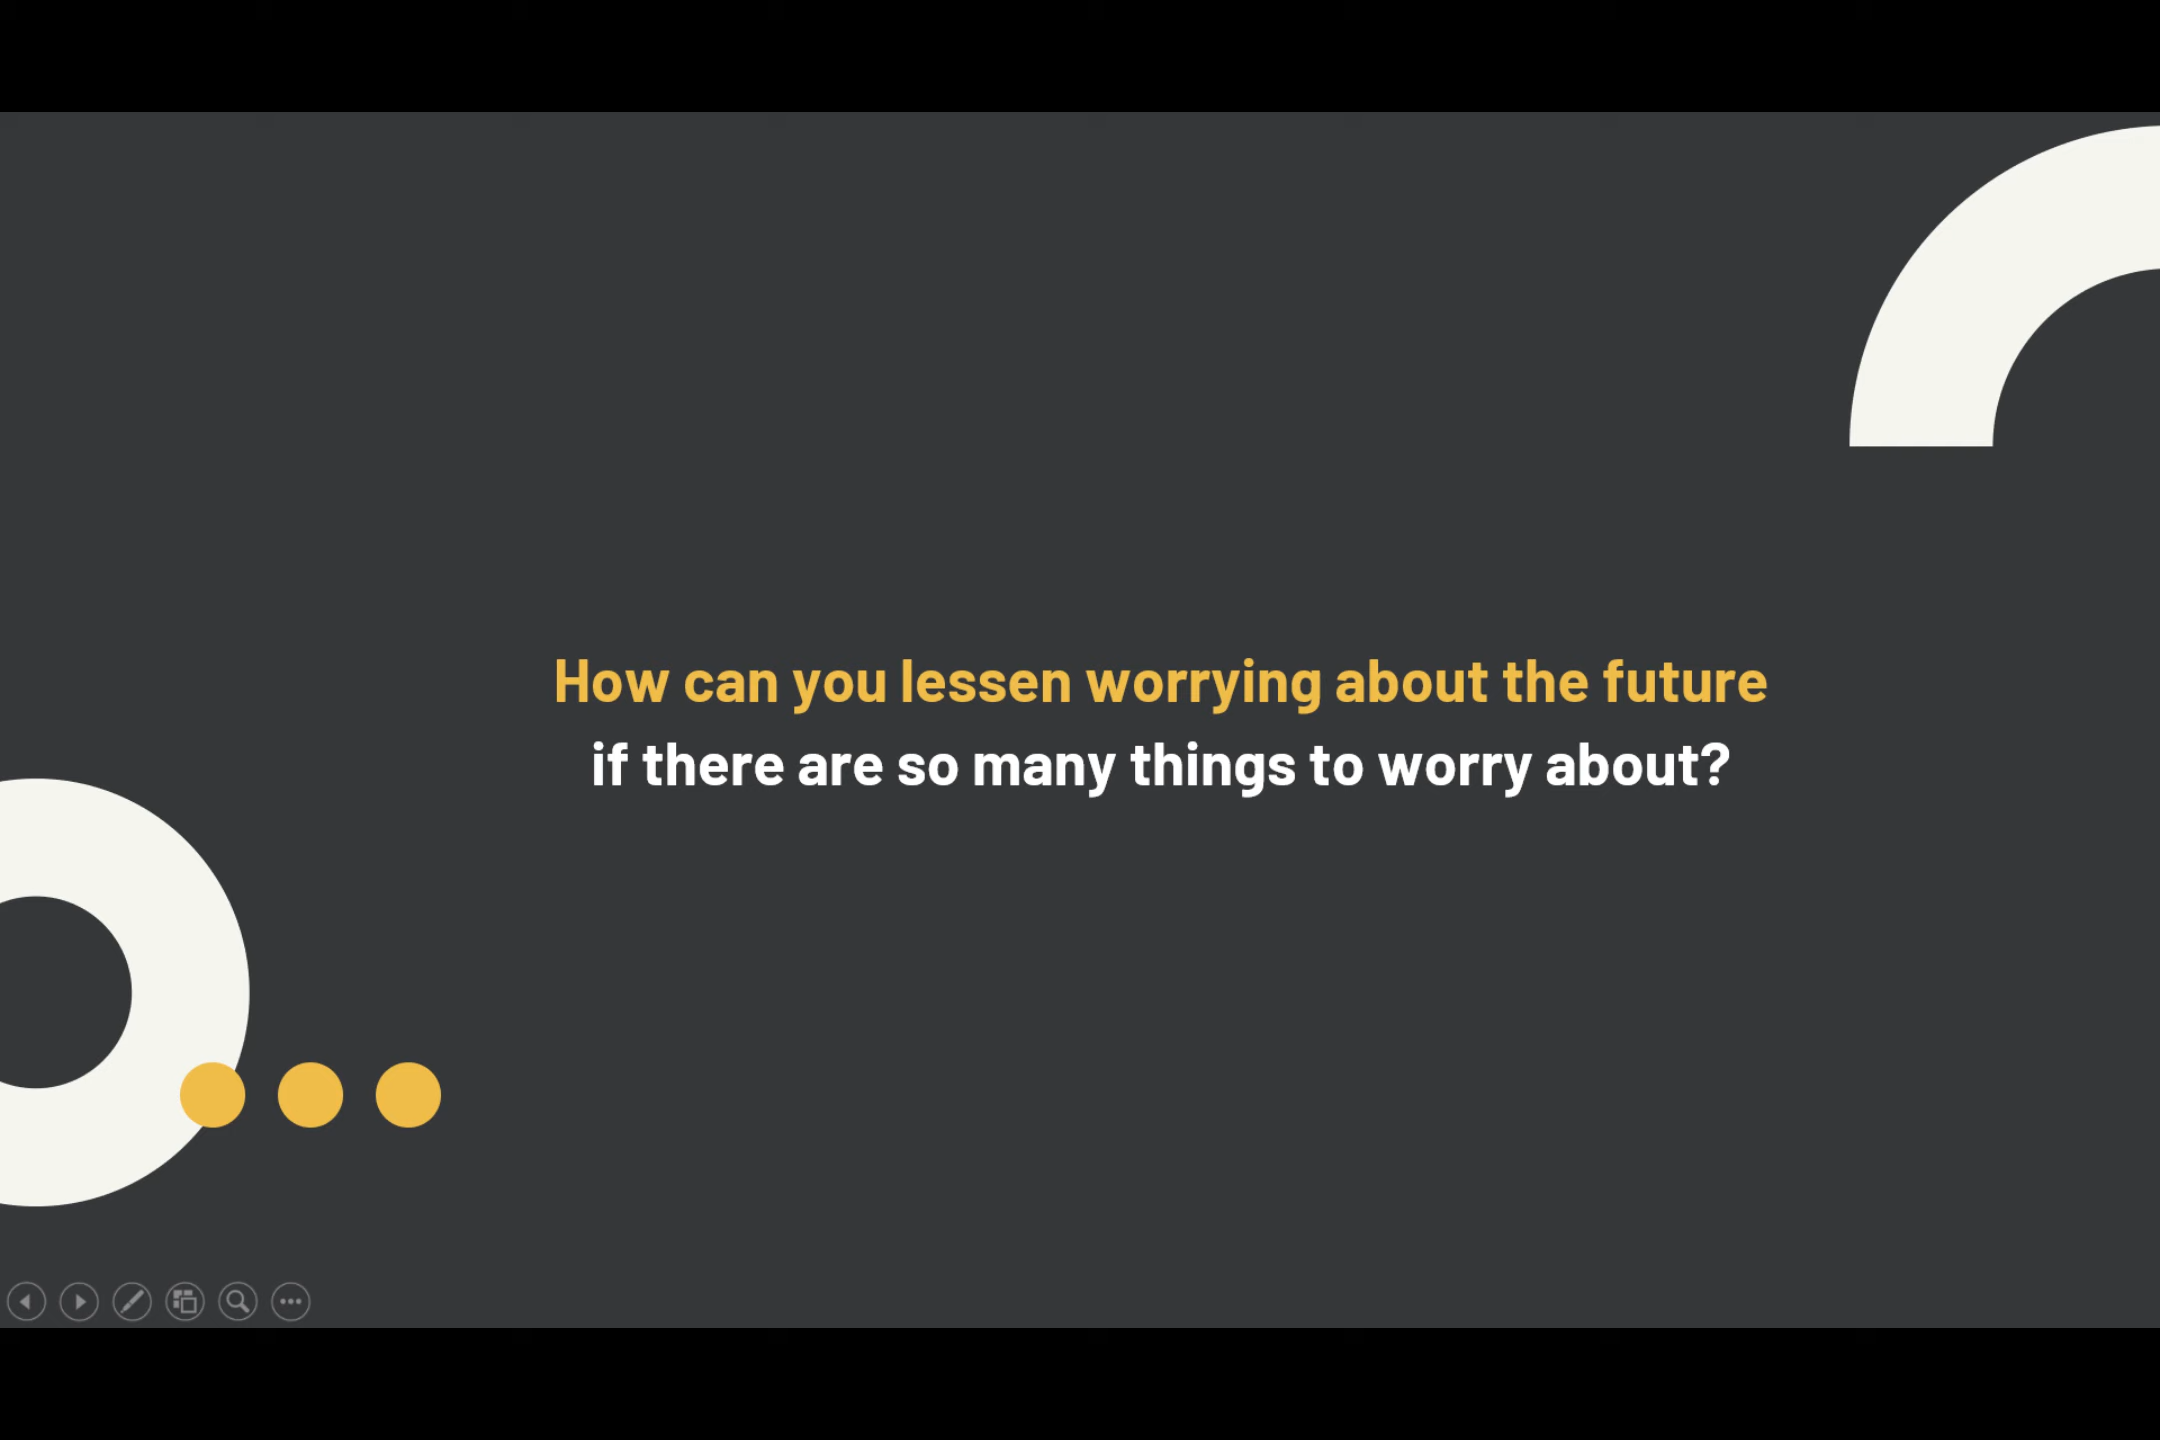 How can you lessen worrying about the future
if there are so many things to worry about?